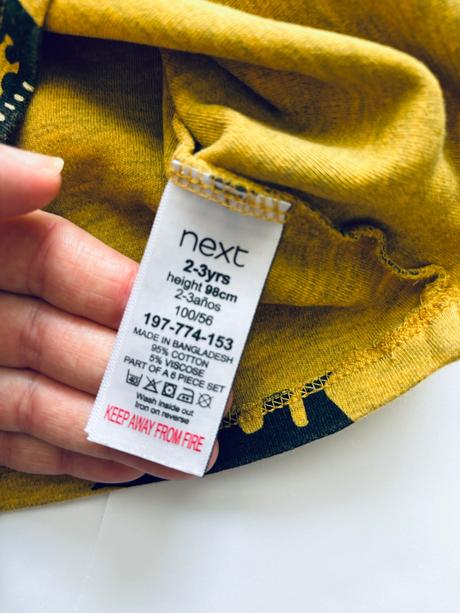 next
2-3yrs
height 98cm
2-3años
100/56
197-774-153
MADE IN BANGLADESH
95% COTTON
5% VISCOSE
PART OF A 6 PIECE SET
Wash inside out
Iron on reverse
KEEP AWAY FROM FIRE